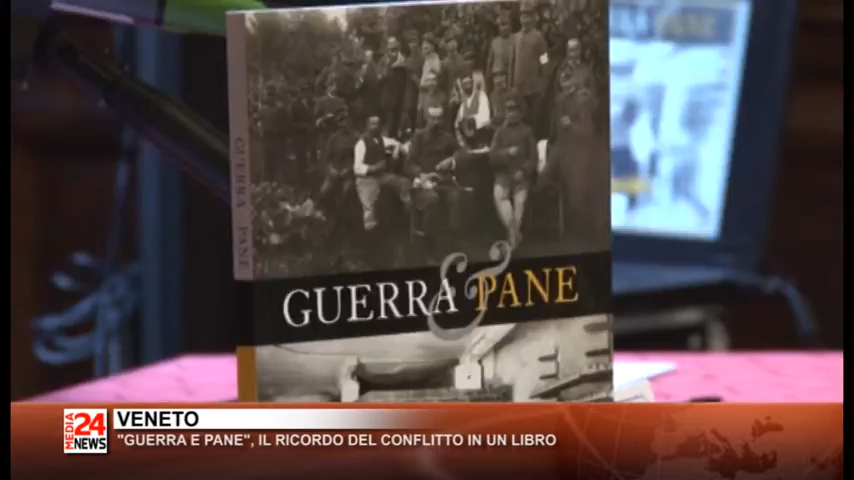 GUERRA PANE
GUERRA & PANE
MEDIA 24 NEWS
VENETO
"GUERRA E PANE", IL RICORDO DEL CONFLITTO IN UN LIBRO